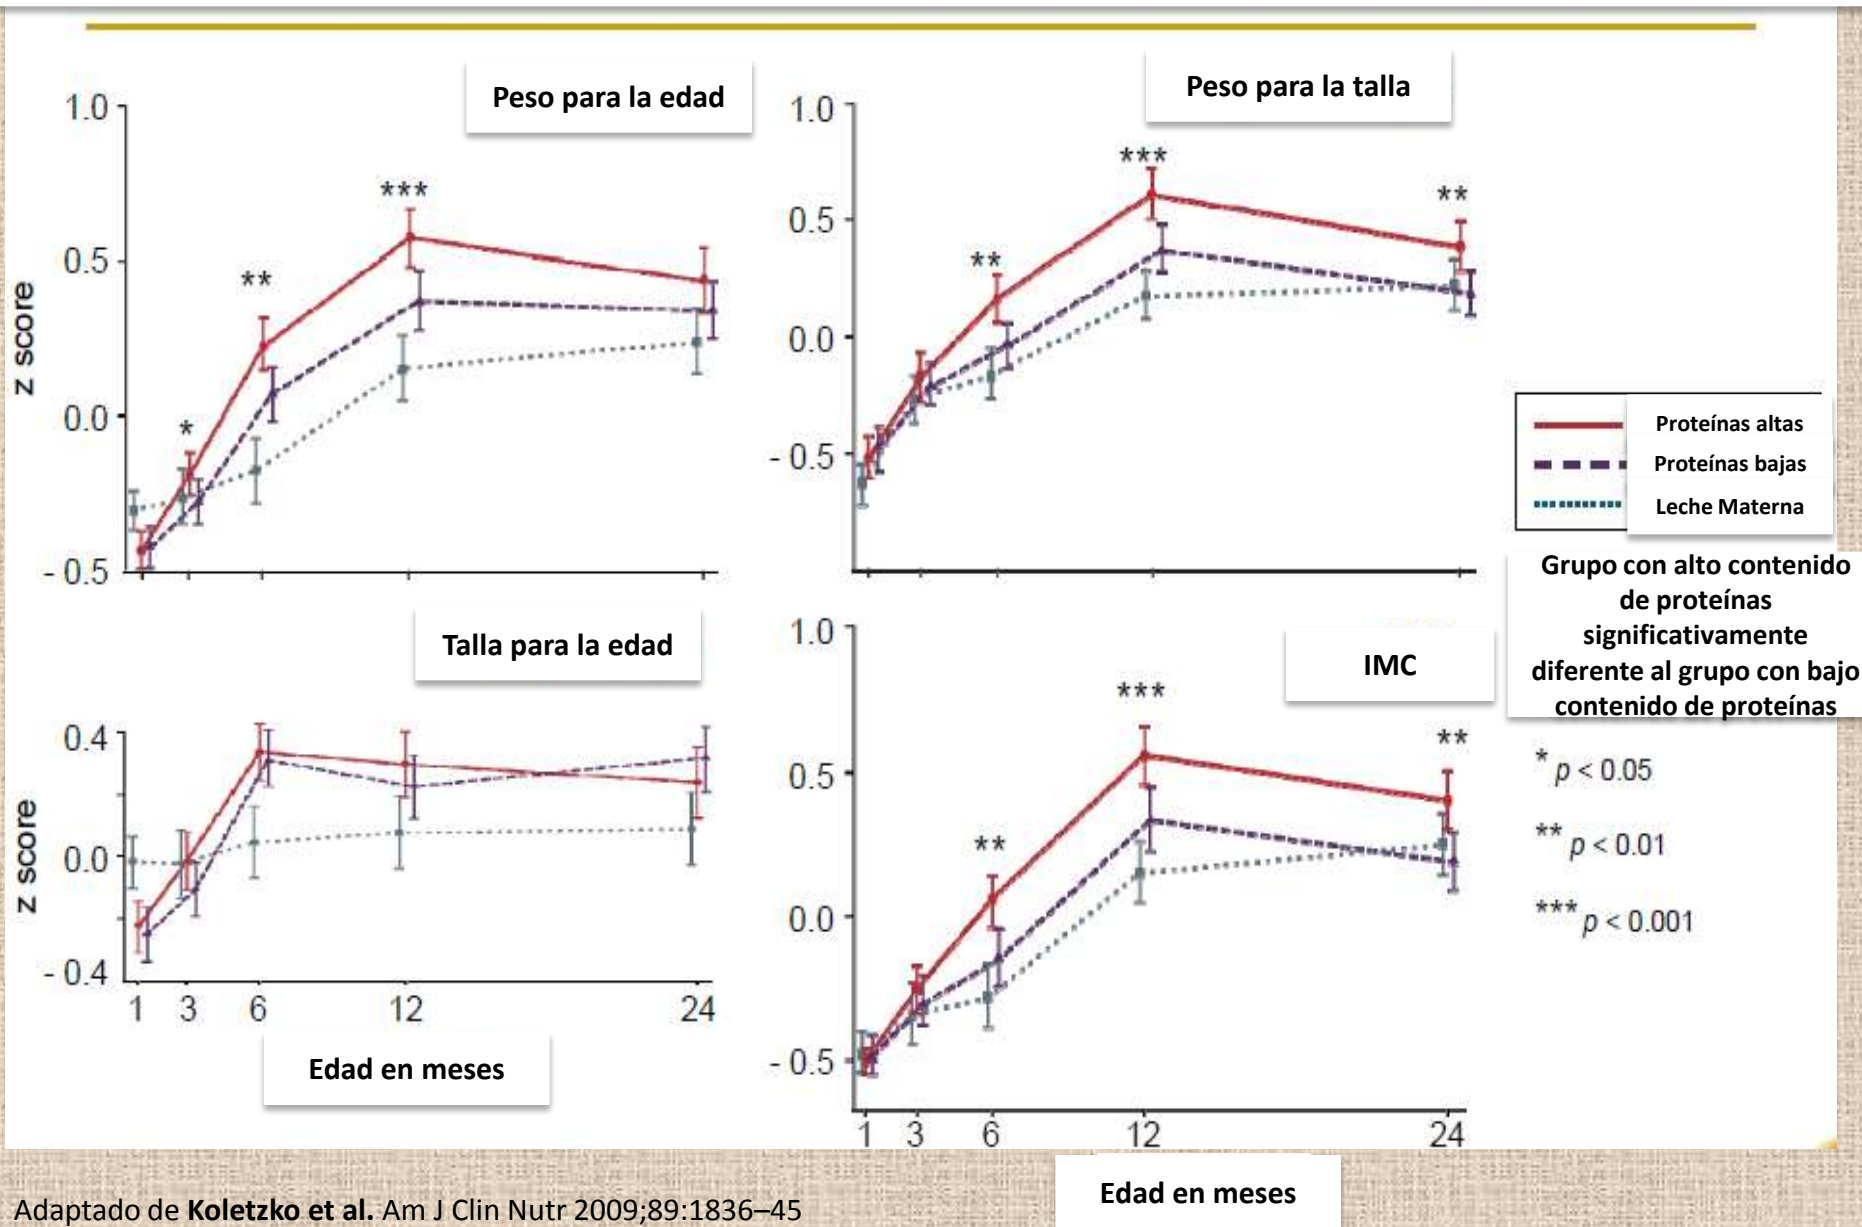 Peso para la edad
1.0
0.5
0.0
- 0.5
z score
*
**
***
Peso para la talla
1.0
0.5
0.0
- 0.5
**
***
**
Talla para la edad
0.4
0.0
- 0.4
z score
1 3 6 12 24
Edad en meses
IMC
1.0
0.5
0.0
- 0.5
**
***
**
1 3 6 12 24
Edad en meses
Proteínas altas
Proteínas bajas
Leche Materna
Grupo con alto contenido
de proteínas
significativamente
diferente al grupo con bajo
contenido de proteínas
* p < 0.05
** p < 0.01
*** p < 0.001
Adaptado de Koletzko et al. Am J Clin Nutr 2009;89:1836–45